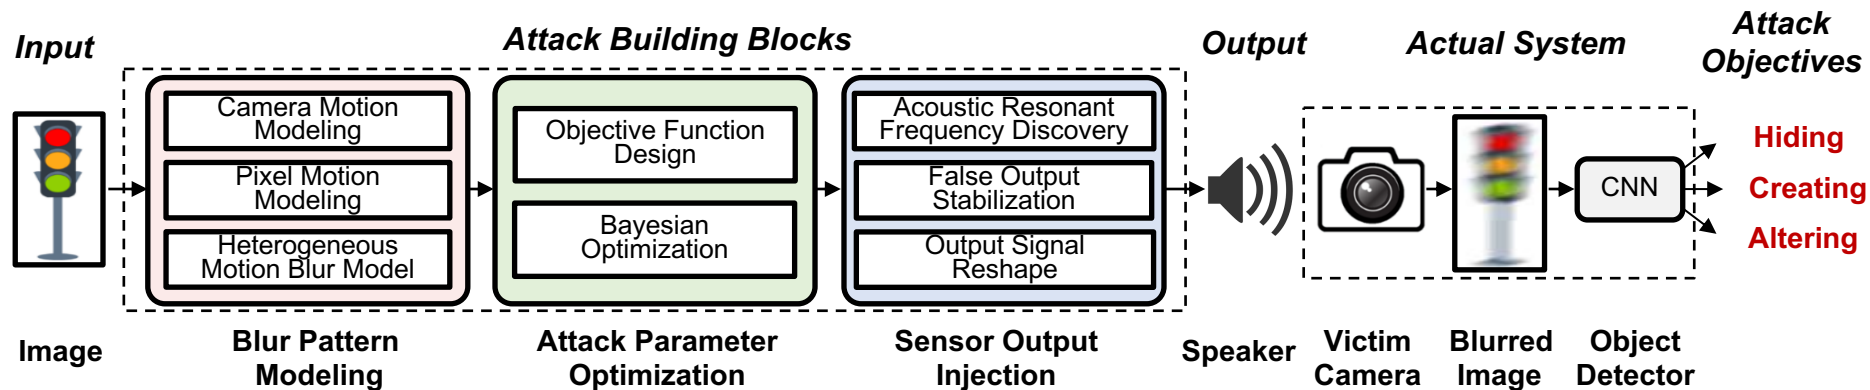 Input
Attack Building Blocks
Output
Actual System
Attack
Objectives
Camera Motion
Modeling
Pixel Motion
Modeling
Heterogeneous
Motion Blur Model
Objective Function
Design
Bayesian
Optimization
Acoustic Resonant
Frequency Discovery
False Output
Stabilization
Output Signal
Reshape
CNN
Hiding
Creating
Altering
Image
Blur Pattern
Modeling
Attack Parameter
Optimization
Sensor Output
Injection
Speaker
Victim
Camera
Blurred
Image
Object
Detector